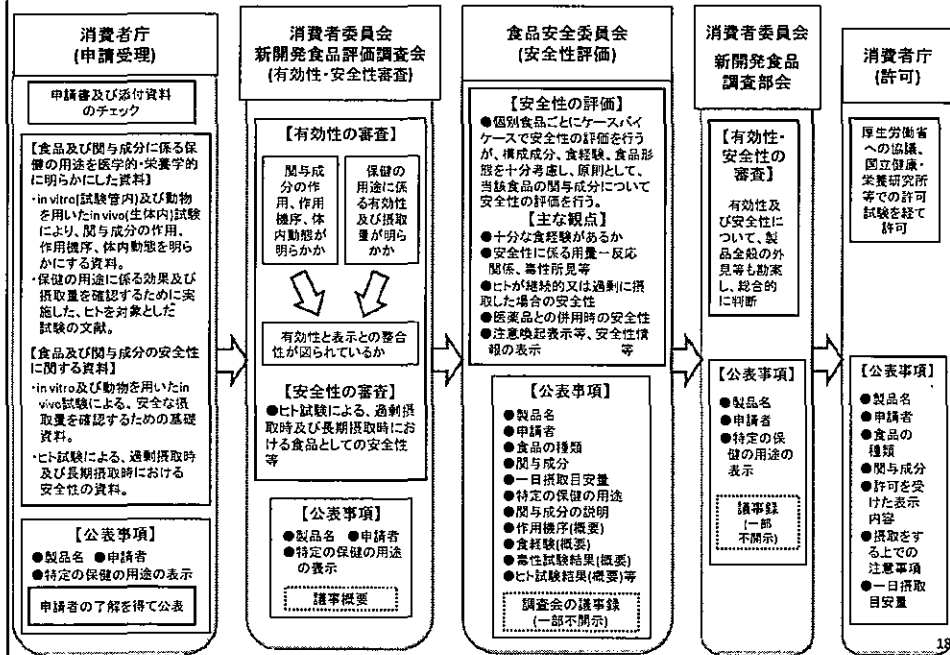 消費者庁
(申請受理)
申請書及び添付資料
のチェック
【食品及び関与成分に係る保
健の用途を医学的・栄養学的
に明らかにした資料】
・in vitro(試験管内)及び動物
を用いたin vivo(生体内)試験
により、関与成分の作用、
作用機序、体内動態を明ら
かにする資料。
・保健の用途に係る効果及び
摂取量を確認するために実
施した、ヒトを対象とした
試験の文献。
【食品及び関与成分の安全性
に関する資料】
・in vitro及び動物を用いたin
vivo試験による、安全な摂
取量を確認するための基礎
資料。
・ヒト試験による、過剰摂取時
及び長期摂取時における
安全性の資料。
【公表事項】
●製品名 ●申請者
●特定の保健の用途の表示
申請者の了解を得て公表
消費者委員会
新開発食品評価調査会
(有効性・安全性審査)
【有効性の審査】
関与成
分の作
用、作用
機序、体
内動態が
明らかか
保健の
用途に係
る有効性
及び摂取
量が明ら
かか
有効性と表示との整合
性が図られているか
【安全性の審査】
●ヒト試験による、過剰摂
取時及び長期摂取時にお
ける食品としての安全性
等
【公表事項】
●製品名 ●申請者
●特定の保健の用途
の表示
議事概要
食品安全委員会
(安全性評価)
【安全性の評価】
●個別食品ごとにケースバイ
ケースで安全性の評価を行う
が、構成成分、食経験、食品形
態を十分考慮し、原則として、
当該食品の関与成分について
安全性の評価を行う。
【主な観点】
●十分な食経験があるか
●安全性に係る用量ー反応
関係、毒性所見等
●ヒトが継続的又は過剰に摂
取した場合の安全性
●医薬品との併用時の安全性
●注意喚起表示等、安全性情
報の表示 等
【公表事項】
●製品名
●申請者
●食品の種類
●関与成分
●一日摂取目安量
●特定の保健の用途
●関与成分の説明
●作用機序(概要)
●食経験(概要)
●毒性試験結果(概要)
●ヒト試験結果(概要)等
調査会の議事録
(一部不開示)
消費者委員会
新開発食品
調査部会
【有効性・
安全性の
審査】
有効性及
び安全性に
ついて、製
品全般の外
見等も勘案
し、総合的
に判断
【公表事項】
●製品名
●申請者
●特定の保
健の用途の
表示
議事録
(一部
不開示)
消費者庁
(許可)
厚生労働省
への協議、
国立健康・
栄養研究所
等での許可
試験を経て
許可
【公表事項】
●製品名
●申請者
●食品の
種類
●関与成分
●許可を受
けた表示
内容
●摂取をす
る上での
注意事項
●一日摂取
目安量
18